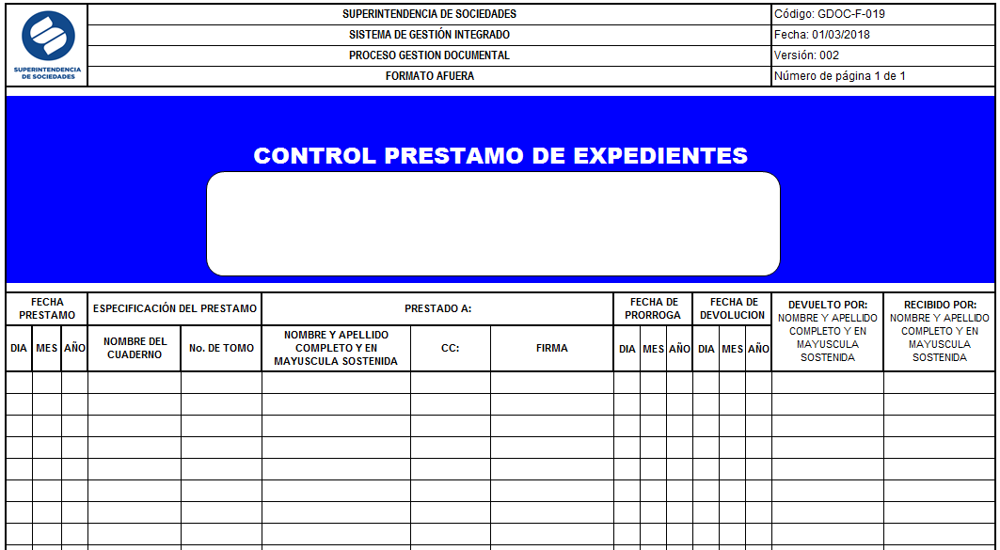 SUPERINTENDENCIA
DE SOCIEDADES
SUPERINTENDENCIA DE SOCIEDADES
SISTEMA DE GESTIÓN INTEGRADO
PROCESO GESTION DOCUMENTAL
FORMATO AFUERA
Código: GDOC-F-019
Fecha: 01/03/2018
Versión: 002
Número de página 1 de 1
CONTROL PRESTAMO DE EXPEDIENTES
FECHA
PRESTAMO
ESPECIFICACIÓN DEL PRESTAMO
PRESTADO A:
FECHA DE
PRORROGA
FECHA DE
DEVOLUCION
DEVUELTO POR:
NOMBRE Y APELLIDO
COMPLETO Y EN
MAYUSCULA
SOSTENIDA
RECIBIDO POR:
NOMBRE Y APELLIDO
COMPLETO Y EN
MAYUSCULA
SOSTENIDA
DIA MES AÑO
NOMBRE DEL
CUADERNO
No. DE TOMO
NOMBRE Y APELLIDO
COMPLETO Y EN
MAYUSCULA SOSTENIDA
CC:
FIRMA
DIA MES AÑO
DIA MES AÑO